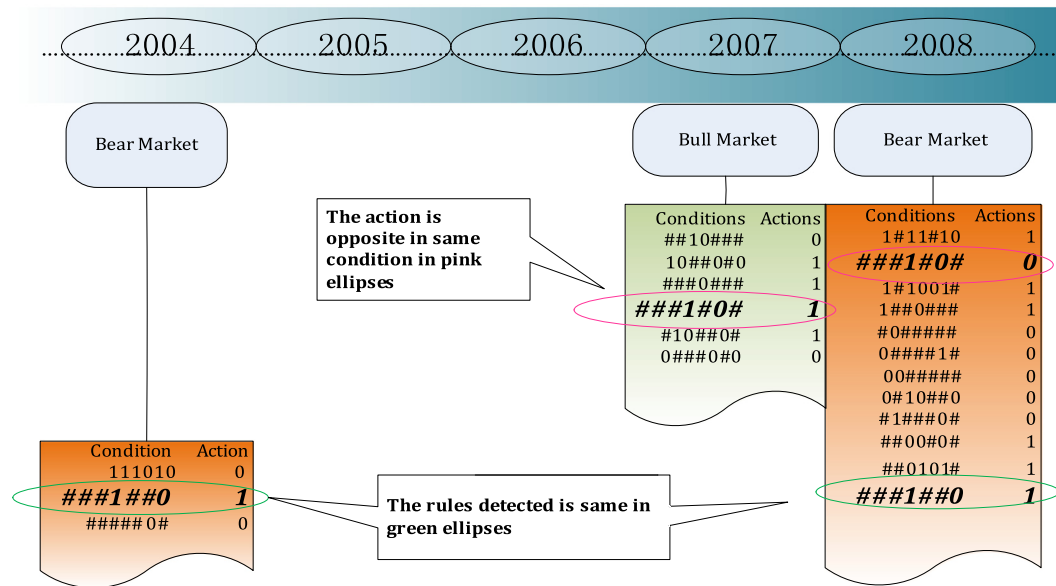 2004 2005 2006 2007 2008
Bear Market
Bull Market
Bear Market
The action is
opposite in same
condition in pink
ellipses
Conditions Actions
##10### 0
10##0#0 1
###0### 1
###1#0# 1
#10##0# 1
0###0#0 0
Conditions Actions
1#11#10 1
###1#0# 0
1#1001# 1
1##0### 1
#0##### 0
0####1# 0
00##### 0
0#10##0 0
#1###0# 0
##00#0# 1
##0101# 1
###1##0 1
Condition Action
111010 0
###1##0 1
#####0# 0
The rules detected is same in
green ellipses